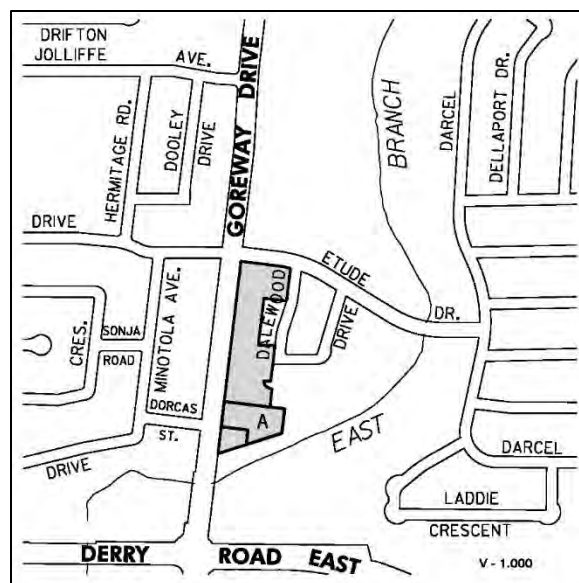 DRIFTON
JOLLIFFE
AVE.
HERMITAGE RD.
DOOLEY
DRIVE
GOREWAY DRIVE
BRANCH
DARCEL
DELLAPORT DR.
DRIVE
ETUDE
DR.
DALEWOOD
DRIVE
CRES.
SONJA
ROAD
MINOTOLA AVE.
DORCAS
ST.
A
EAST
DRIVE
DARCEL
LADDIE
CRESCENT
DERRY ROAD EAST
V - 1.000